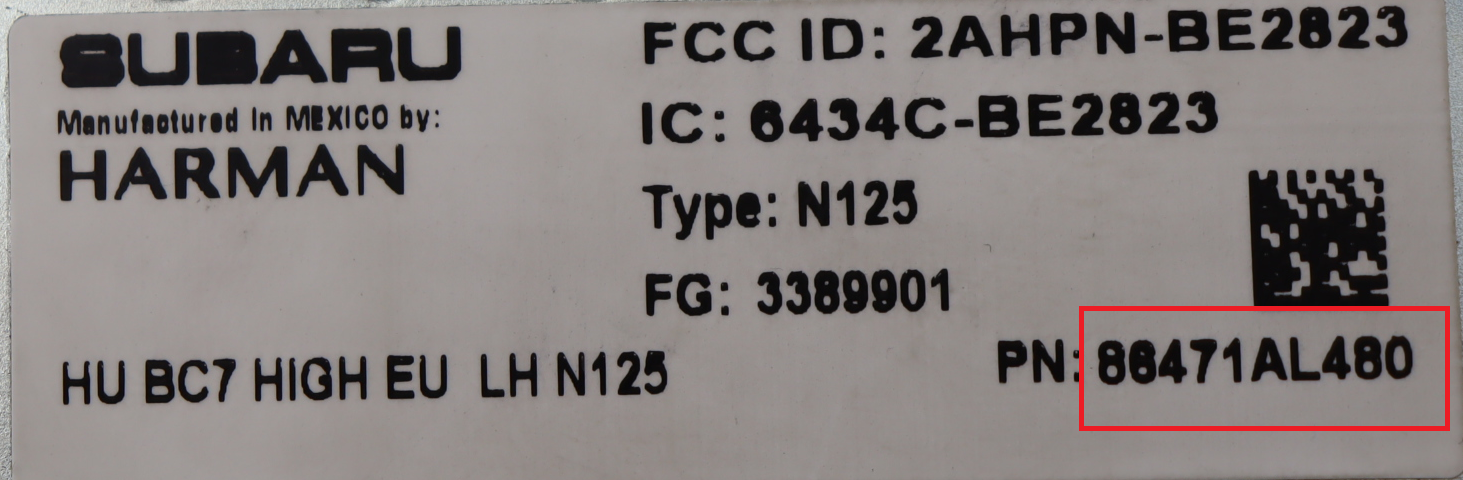 SUBARU
Manufactured In MEXICO by:
HARMAN
FCC ID: 2AHPN-BE2823
IC: 6434C-BE2823
Type: N125
FG: 3389901
HU BC7 HIGH EU LH N125
PN: 86471AL480